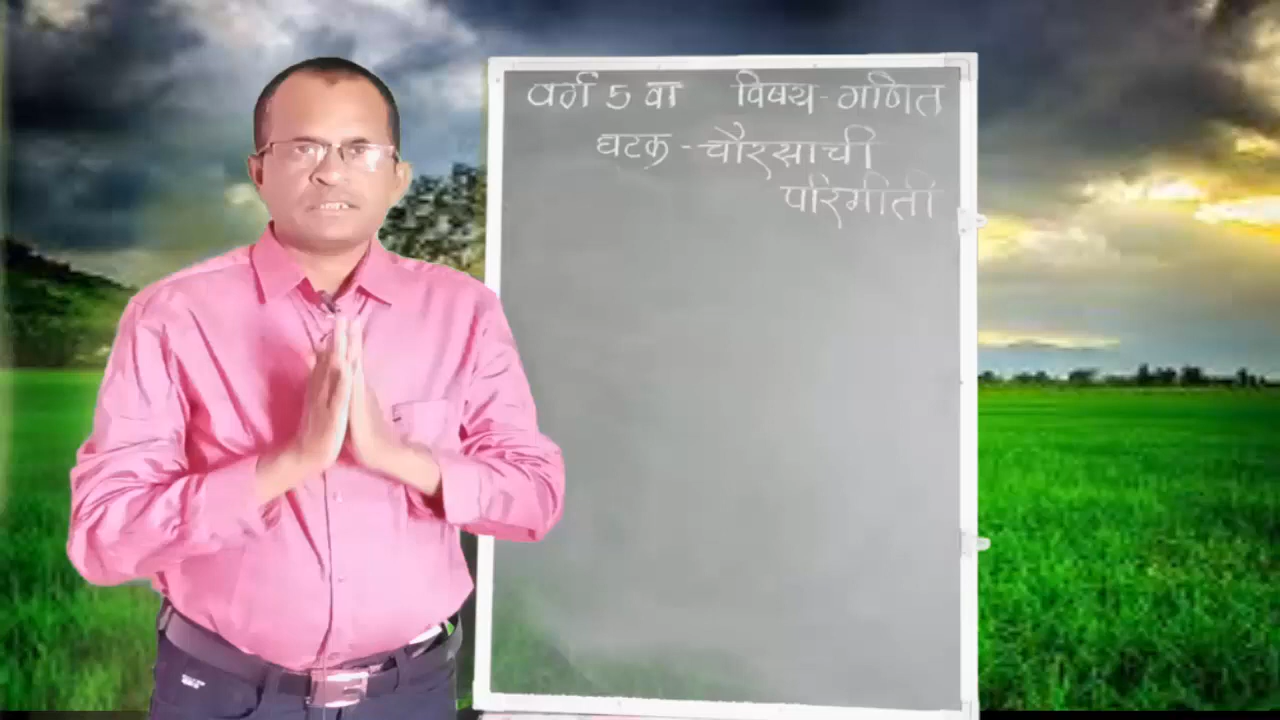 वर्ग 5 वा विषय - गणित
घटक - चौरसाची
परिमीती